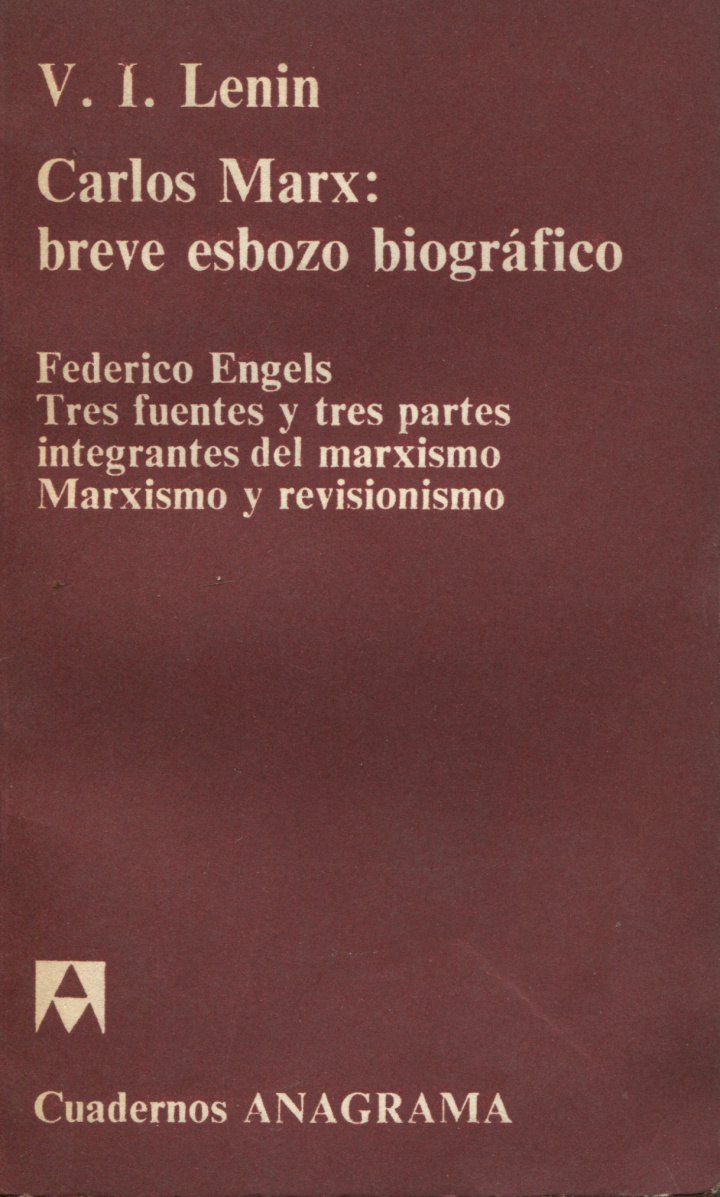 V. I. Lenin
Carlos Marx:
breve esbozo biográfico
Federico Engels
Tres fuentes y tres partes
integrantes del marxismo
Marxismo y revisionismo
Cuadernos ANAGRAMA